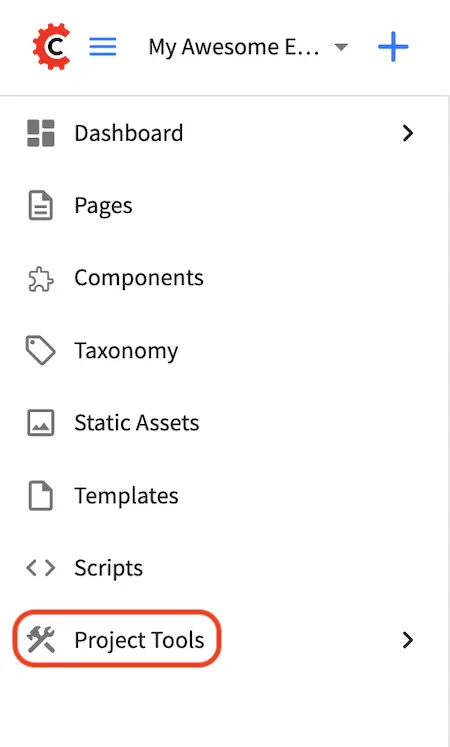 C
My Awesome E...
Dashboard
Pages
Components
Taxonomy
Static Assets
Templates
Scripts
Project Tools